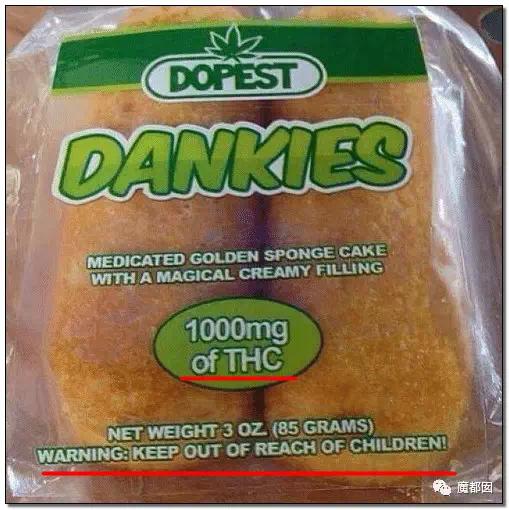 DOPEST
DANKIES
MEDICATED GOLDEN SPONGE CAKE
WITH A MAGICAL CREAMY FILLING
1000mg
of THC
NET WEIGHT 3 OZ. (85 GRAMS)
WARNING: KEEP OUT OF REACH OF CHILDREN!
魔都囡